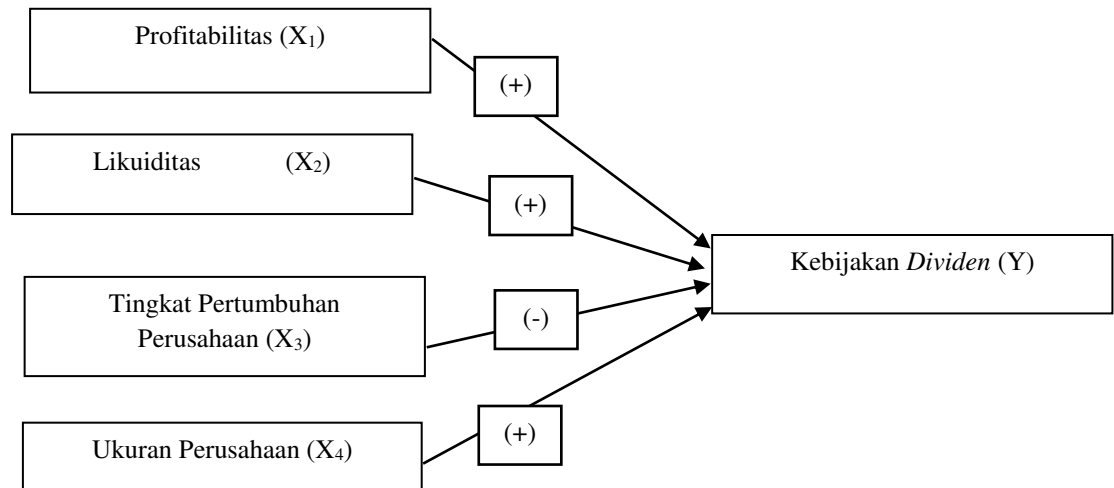 Profitabilitas (X₁)
(+)
Likuiditas (X₂)
(+)
Kebijakan Dividen (Y)
Tingkat Pertumbuhan
Perusahaan (X₃)
(-)
Ukuran Perusahaan (X₄)
(+)